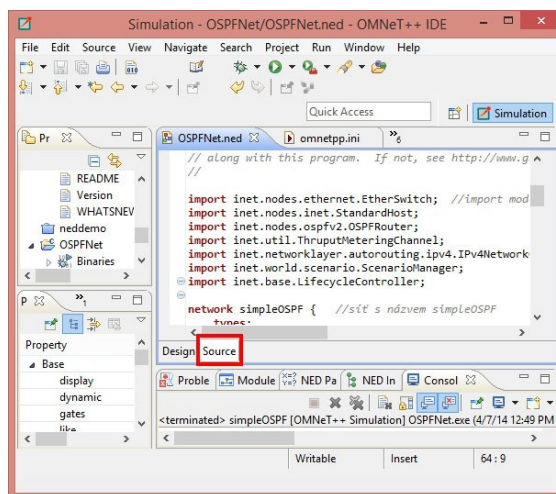 Simulation - OSPFNet/OSPFNet.ned - OMNeT++ IDE
File Edit Source View Navigate Search Project Run Window Help
Quick Access
Simulation
Pr
OSPFNet.ned
omnetpp.ini
»6
README
Version
WHATSNEV
neddemo
OSPFNet
Binaries
// along with this program. If not, see http://www.g
//
import inet.nodes.ethernet.EtherSwitch; //import mod
import inet.nodes.inet.StandardHost;
import inet.nodes.ospfv2.OSPFRouter;
import inet.util.ThruputMeteringChannel;
import inet.networklayer.autorouting.ipv4.IPv4Network
import inet.world.scenario.ScenarioManager;
import inet.base.LifecycleController;
network simpleOSPF { //síť s názvem simpleOSPF
types:
Design Source
P
»1
Property
Base
display
dynamic
gates
like
Proble
Module
NED Pa
NED In
Consol
<terminated> simpleOSPF [OMNeT++ Simulation] OSPFNet.exe (4/7/14 12:49 PM
Writable
Insert
64 : 9